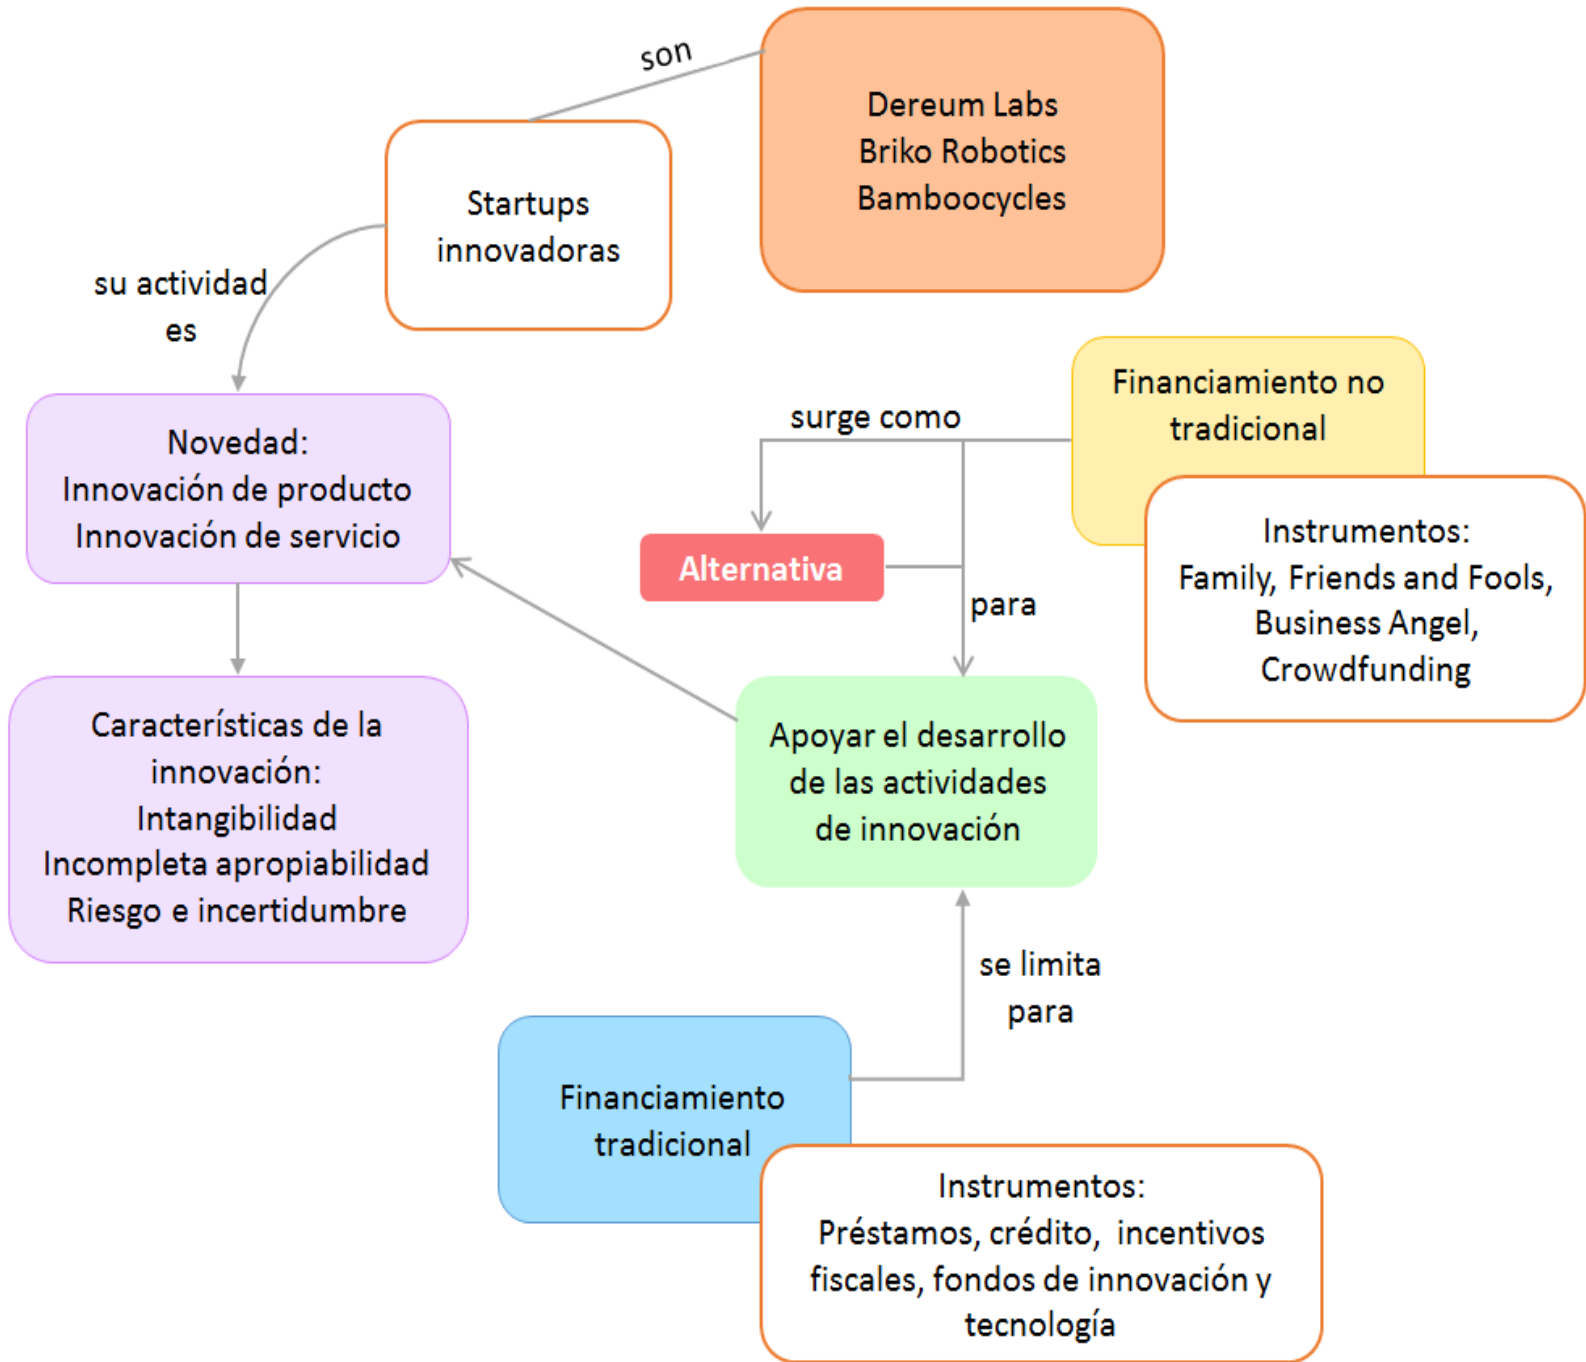 son
Dereum Labs
Briko Robotics
Bamboocycles
Startups
innovadoras
su actividad
es
Novedad:
Innovación de producto
Innovación de servicio
Características de la
innovación:
Intangibilidad
Incompleta apropiabilidad
Riesgo e incertidumbre
Financiamiento no
tradicional
surge como
Alternativa
para
Instrumentos:
Family, Friends and Fools,
Business Angel,
Crowdfunding
Apoyar el desarrollo
de las actividades
de innovación
se limita
para
Financiamiento
tradicional
Instrumentos:
Préstamos, crédito, incentivos
fiscales, fondos de innovación y
tecnología